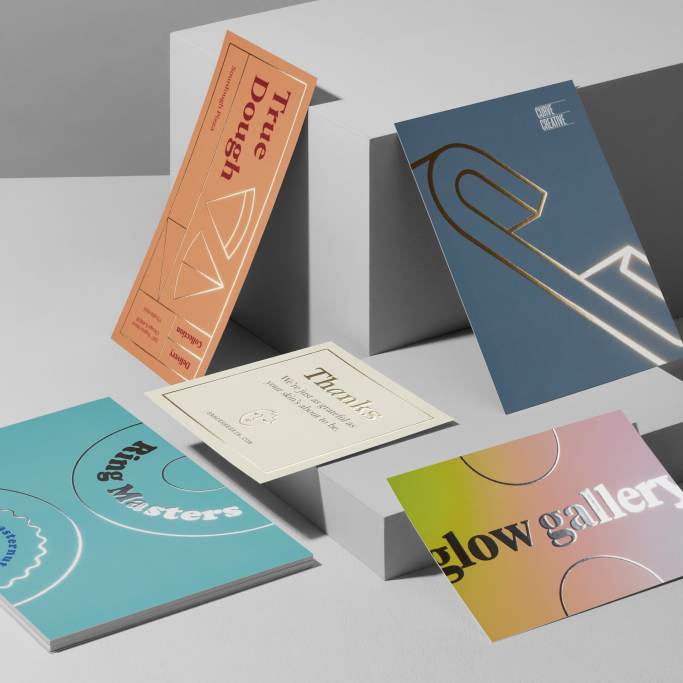 True
Dough
Sourdough Pizza
Collection
Delivery
CURVE
CREATIVE
Thanks
We're just as grateful as
your skin's about to be.
Ring Masters
glow gallery